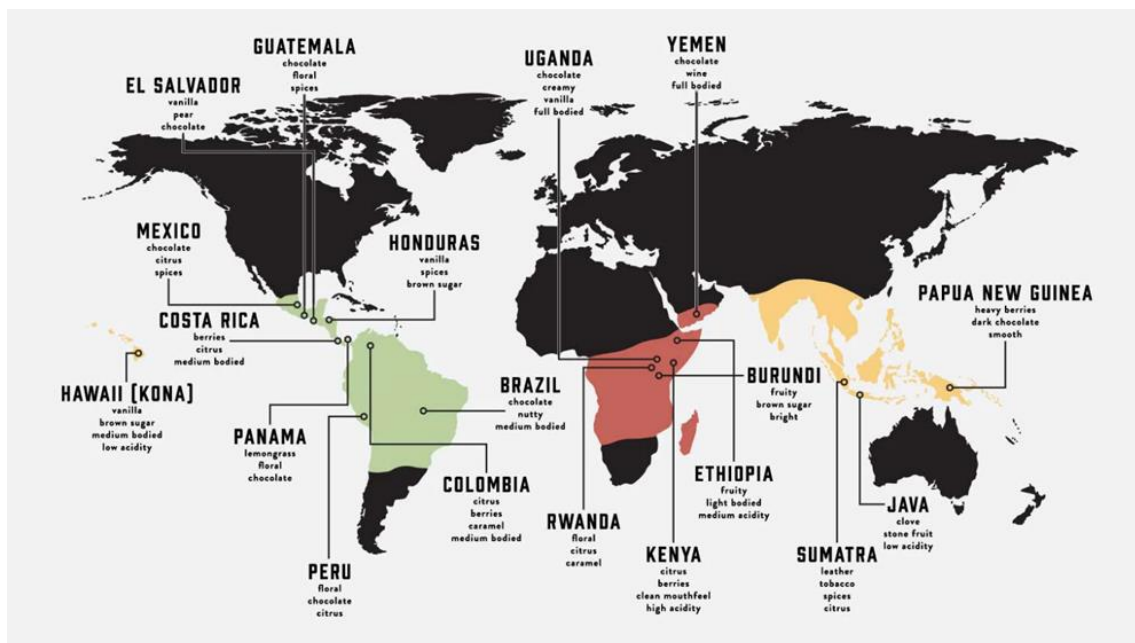 GUATEMALA
chocolate
floral
spices
EL SALVADOR
vanilla
pear
chocolate
UGANDA
chocolate
creamy
vanilla
full bodied
YEMEN
chocolate
wine
full bodied
MEXICO
chocolate
citrus
spices
HONDURAS
vanilla
spices
brown sugar
COSTA RICA
berries
citrus
medium bodied
PAPUA NEW GUINEA
heavy berries
dark chocolate
smooth
HAWAII (KONA)
vanilla
brown sugar
medium bodied
low acidity
BRAZIL
chocolate
nutty
medium bodied
BURUNDI
fruity
brown sugar
bright
PANAMA
lemongrass
floral
chocolate
COLOMBIA
citrus
berries
caramel
medium bodied
ETHIOPIA
fruity
light bodied
medium acidity
RWANDA
floral
citrus
caramel
JAVA
clove
stone fruit
low acidity
PERU
floral
chocolate
citrus
KENYA
citrus
berries
clean mouthfeel
high acidity
SUMATRA
leather
tobacco
spices
citrus